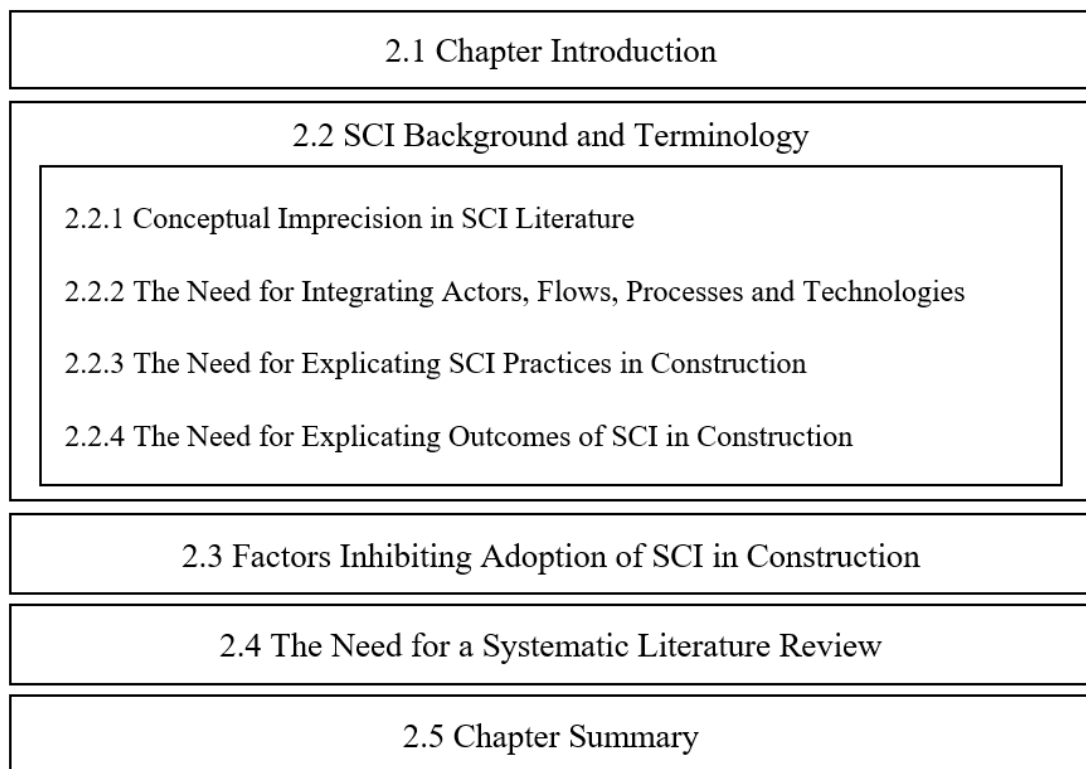 2.1 Chapter Introduction
2.2 SCI Background and Terminology
2.2.1 Conceptual Imprecision in SCI Literature
2.2.2 The Need for Integrating Actors, Flows, Processes and Technologies
2.2.3 The Need for Explicating SCI Practices in Construction
2.2.4 The Need for Explicating Outcomes of SCI in Construction
2.3 Factors Inhibiting Adoption of SCI in Construction
2.4 The Need for a Systematic Literature Review
2.5 Chapter Summary